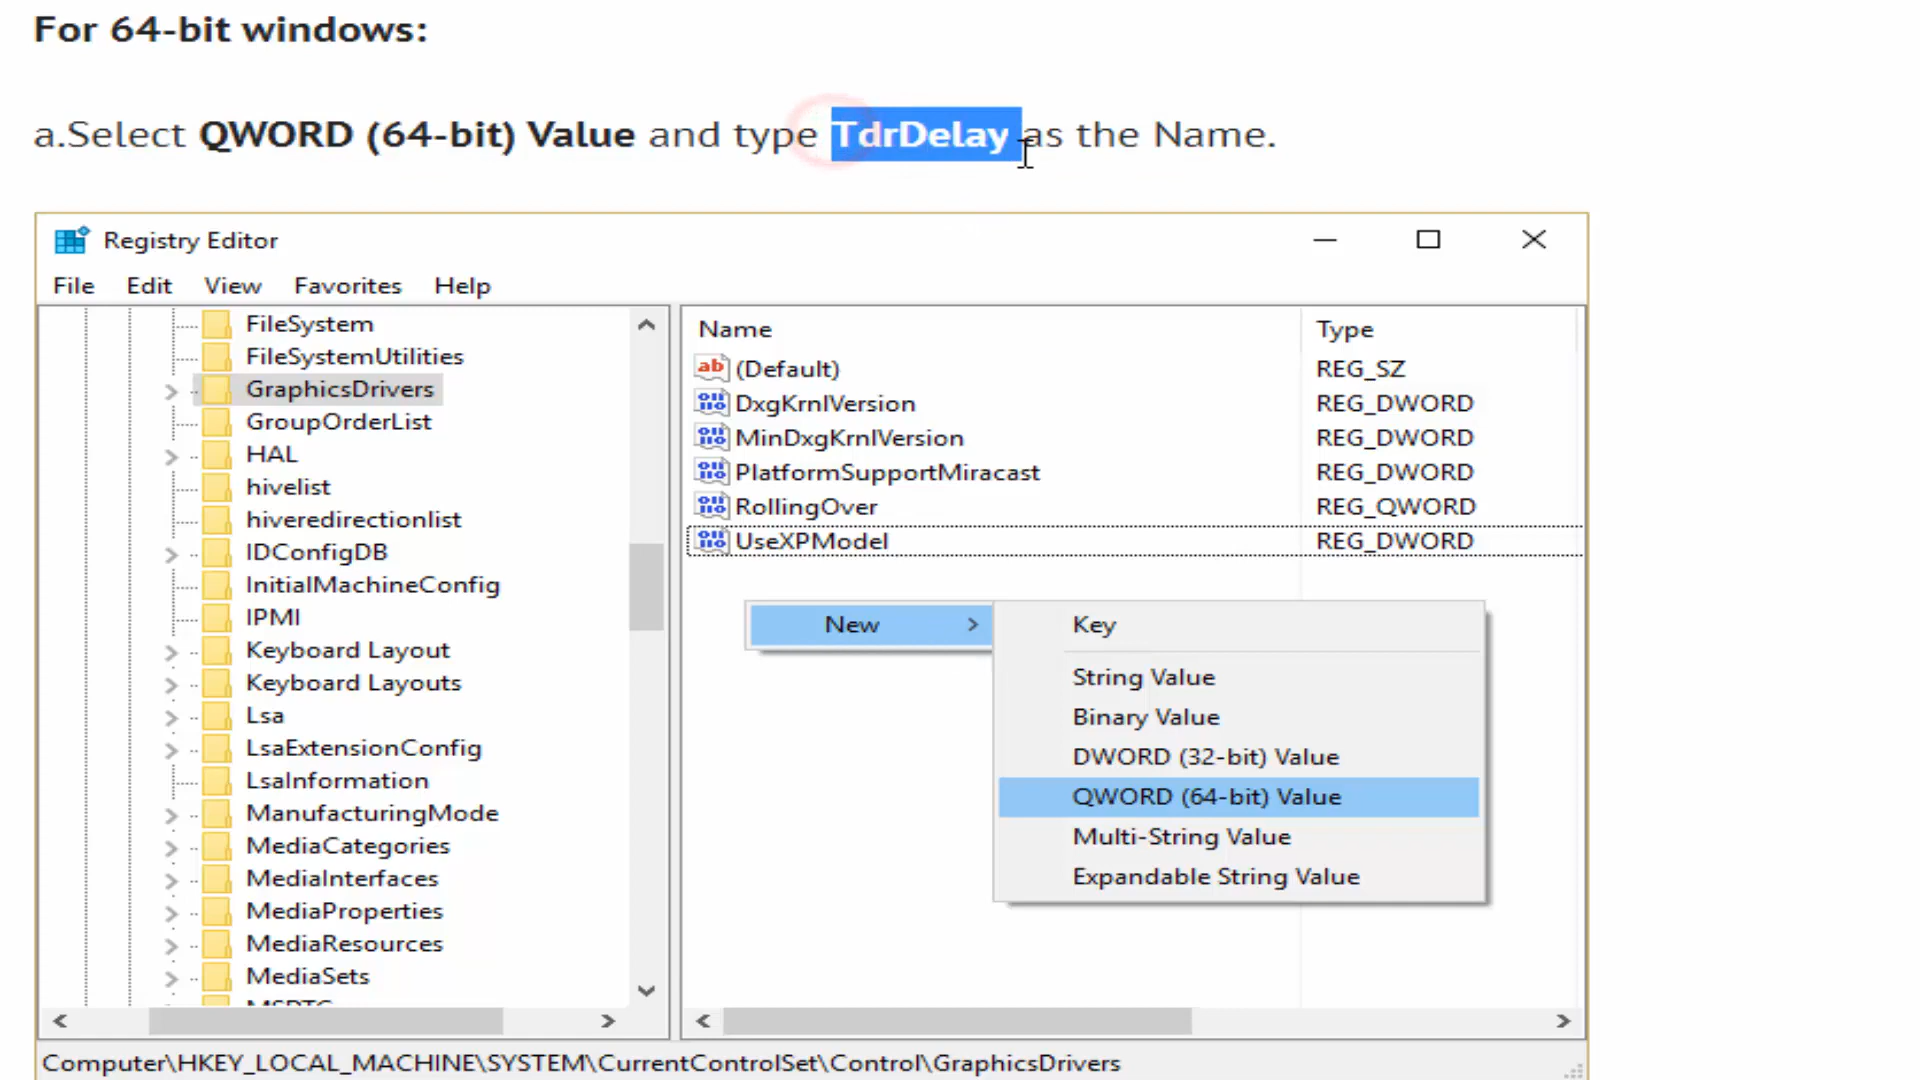 For 64-bit windows:
a.Select QWORD (64-bit) Value and type TdrDelay as the Name.
Registry Editor
File Edit View Favorites Help
FileSystem
FileSystemUtilities
GraphicsDrivers
GroupOrderList
HAL
hivelist
hiveredirectionlist
IDConfigDB
InitialMachineConfig
IPMI
Keyboard Layout
Keyboard Layouts
Lsa
LsaExtensionConfig
LsaInformation
ManufacturingMode
MediaCategories
MediaInterfaces
MediaProperties
MediaResources
MediaSets
Name Type
(Default) REG_SZ
DxgKrnlVersion REG_DWORD
MinDxgKrnlVersion REG_DWORD
PlatformSupportMiracast REG_DWORD
RollingOver REG_QWORD
UseXPModel REG_DWORD
New
Key
String Value
Binary Value
DWORD (32-bit) Value
QWORD (64-bit) Value
Multi-String Value
Expandable String Value
Computer\HKEY_LOCAL_MACHINE\SYSTEM\CurrentControlSet\Control\GraphicsDrivers